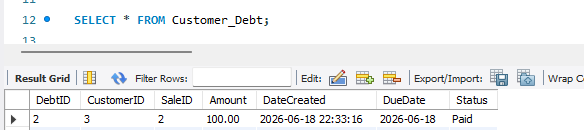 12 SELECT * FROM Customer_Debt;
13
Result Grid Filter Rows: Edit: Export/Import: Wrap C
DebtID CustomerID SaleID Amount DateCreated DueDate Status
2 3 2 100.00 2026-06-18 22:33:16 2026-06-18 Paid